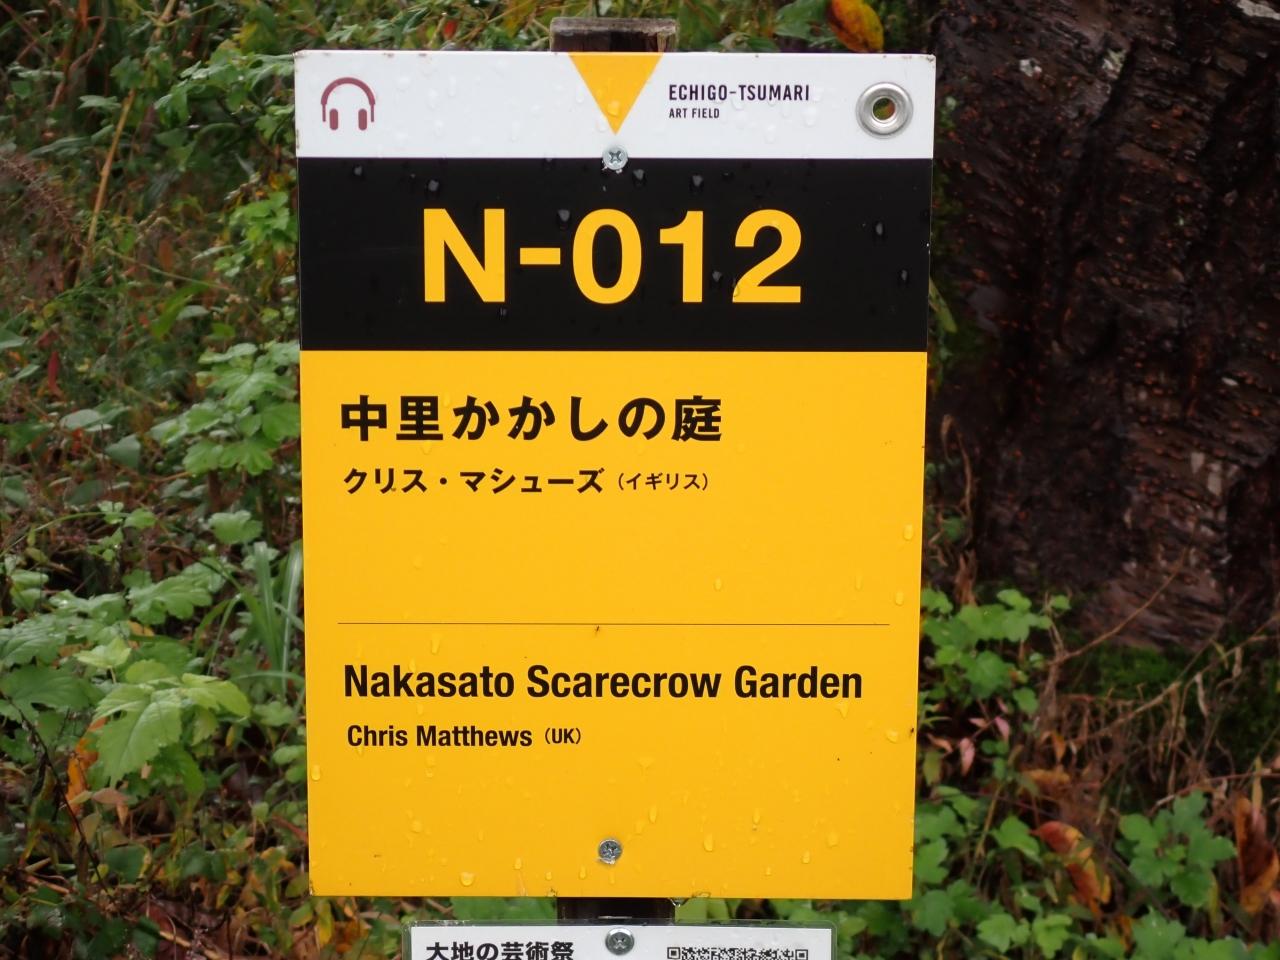 ECHIGO-TSUMARI
ART FIELD
N-012
中里かかしの庭
クリス・マシューズ（イギリス）
Nakasato Scarecrow Garden
Chris Matthews（UK）
大地の芸術祭